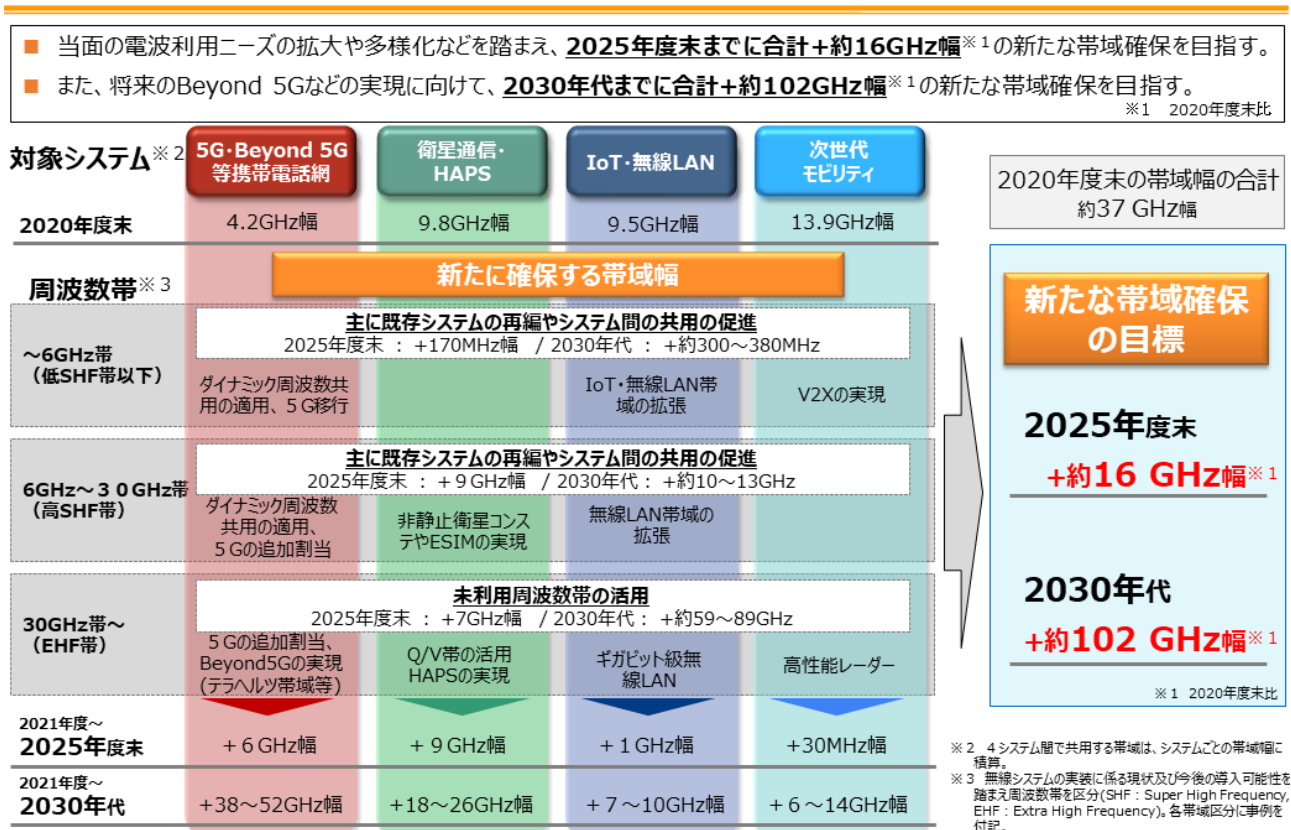 ■ 当面の電波利用ニーズの拡大や多様化などを踏まえ、2025年度末までに合計+約16GHz幅※1の新たな帯域確保を目指す。
■ また、将来のBeyond 5Gなどの実現に向けて、2030年代までに合計+約102GHz幅※1の新たな帯域確保を目指す。
※1 2020年度末比
対象システム※2
5G・Beyond 5G
等携帯電話網
衛星通信・
HAPS
IoT・無線LAN
次世代
モビリティ
2020年度末の帯域幅の合計
約37 GHz幅
2020年度末
4.2GHz幅
9.8GHz幅
9.5GHz幅
13.9GHz幅
新たに確保する帯域幅
周波数帯※3
~6GHz帯
(低SHF帯以下)
主に既存システムの再編やシステム間の共用の促進
2025年度末 : +170MHz幅 / 2030年代 : +約300~380MHz
ダイナミック周波数共
用の適用、5G移行
IoT・無線LAN帯
域の拡張
V2Xの実現
6GHz~30GHz帯
(高SHF帯)
主に既存システムの再編やシステム間の共用の促進
2025年度末 : +9GHz幅 / 2030年代 : +約10~13GHz
ダイナミック周波数
共用の適用、
5Gの追加割当
非静止衛星コンス
テやESIMの実現
無線LAN帯域の
拡張
30GHz帯~
(EHF帯)
未利用周波数帯の活用
2025年度末 : +7GHz幅 / 2030年代 : +約59~89GHz
5Gの追加割当、
Beyond5Gの実現
(テラヘルツ帯域等)
Q/V帯の活用
HAPSの実現
ギガビット級無
線LAN
高性能レーダー
2021年度~
2025年度末
+6GHz幅
+9GHz幅
+1GHz幅
+30MHz幅
2021年度~
2030年代
+38~52GHz幅
+18~26GHz幅
+7~10GHz幅
+6~14GHz幅
新たな帯域確保
の目標
2025年度末
+約16 GHz幅※1
2030年代
+約102 GHz幅※1
※1 2020年度末比
※2 4システム間で共用する帯域は、システムごとの帯域幅に
積算。
※3 無線システムの実装に係る現状及び今後の導入可能性を
踏まえ周波数帯を区分(SHF : Super High Frequency,
EHF : Extra High Frequency)。各帯域区分に事例を
付記。